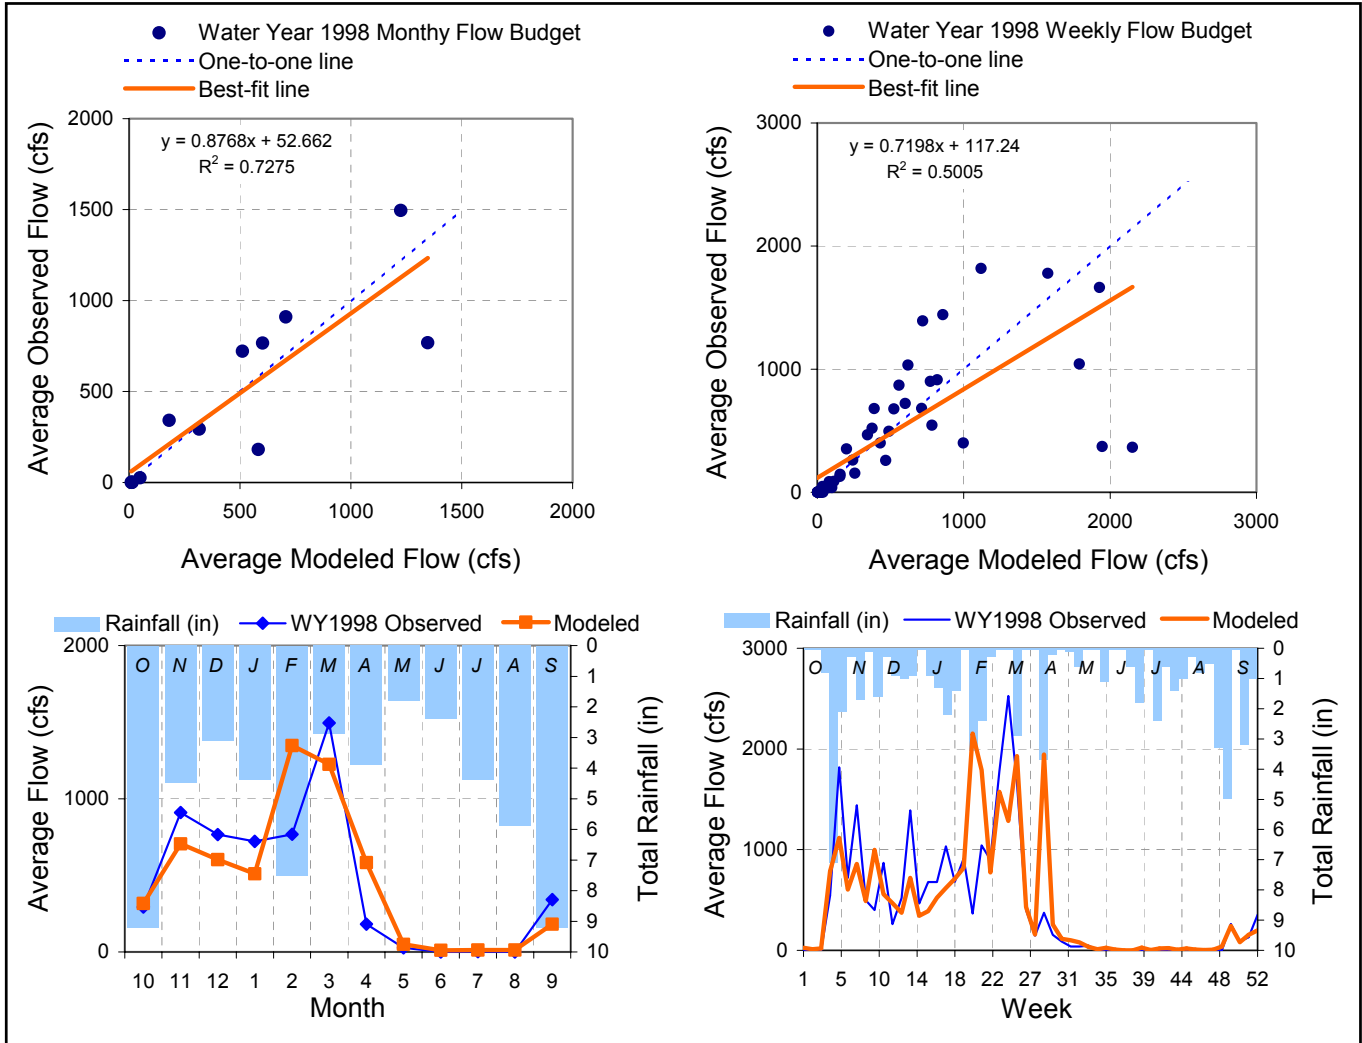 Water Year 1998 Monthy Flow Budget
One-to-one line
Best-fit line
y = 0.8768x + 52.662
R² = 0.7275
Average Observed Flow (cfs)
2000
1500
1000
500
0
0 500 1000 1500 2000
Average Modeled Flow (cfs)
Water Year 1998 Weekly Flow Budget
One-to-one line
Best-fit line
y = 0.7198x + 117.24
R² = 0.5005
Average Observed Flow (cfs)
3000
2000
1000
0
0 1000 2000 3000
Average Modeled Flow (cfs)
Rainfall (in) WY1998 Observed Modeled
Average Flow (cfs)
2000
1000
0
O N D J F M A M J J A S
0
1
2
3
4
5
6
7
8
9
10
Total Rainfall (in)
10 11 12 1 2 3 4 5 6 7 8 9
Month
Rainfall (in) WY1998 Observed Modeled
Average Flow (cfs)
3000
2000
1000
0
O N D J F M A M J J A S
0
1
2
3
4
5
6
7
8
9
10
Total Rainfall (in)
1 5 10 14 18 22 27 31 35 39 44 48 52
Week